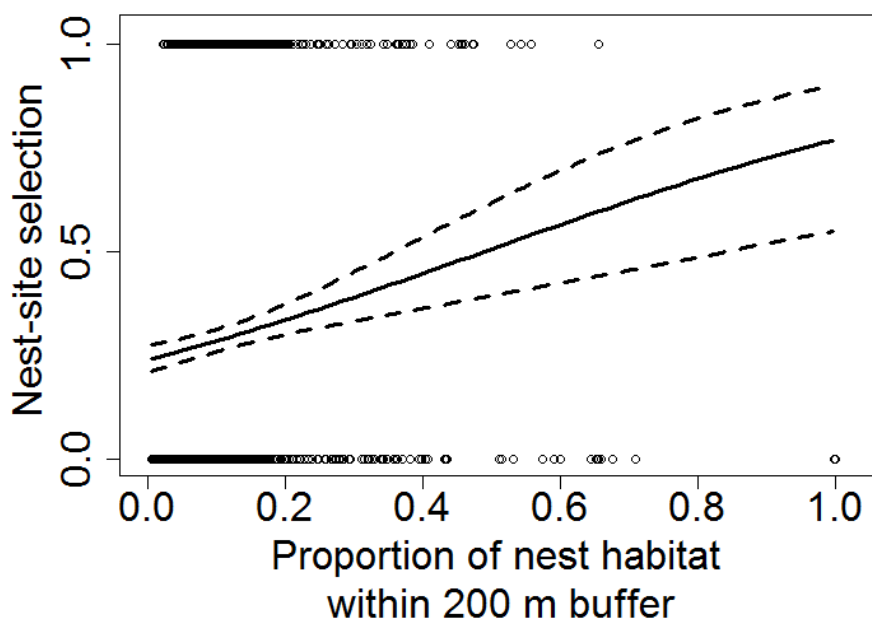 1.0
0.5
0.0
Nest-site selection
0.0 0.2 0.4 0.6 0.8 1.0
Proportion of nest habitat
within 200 m buffer